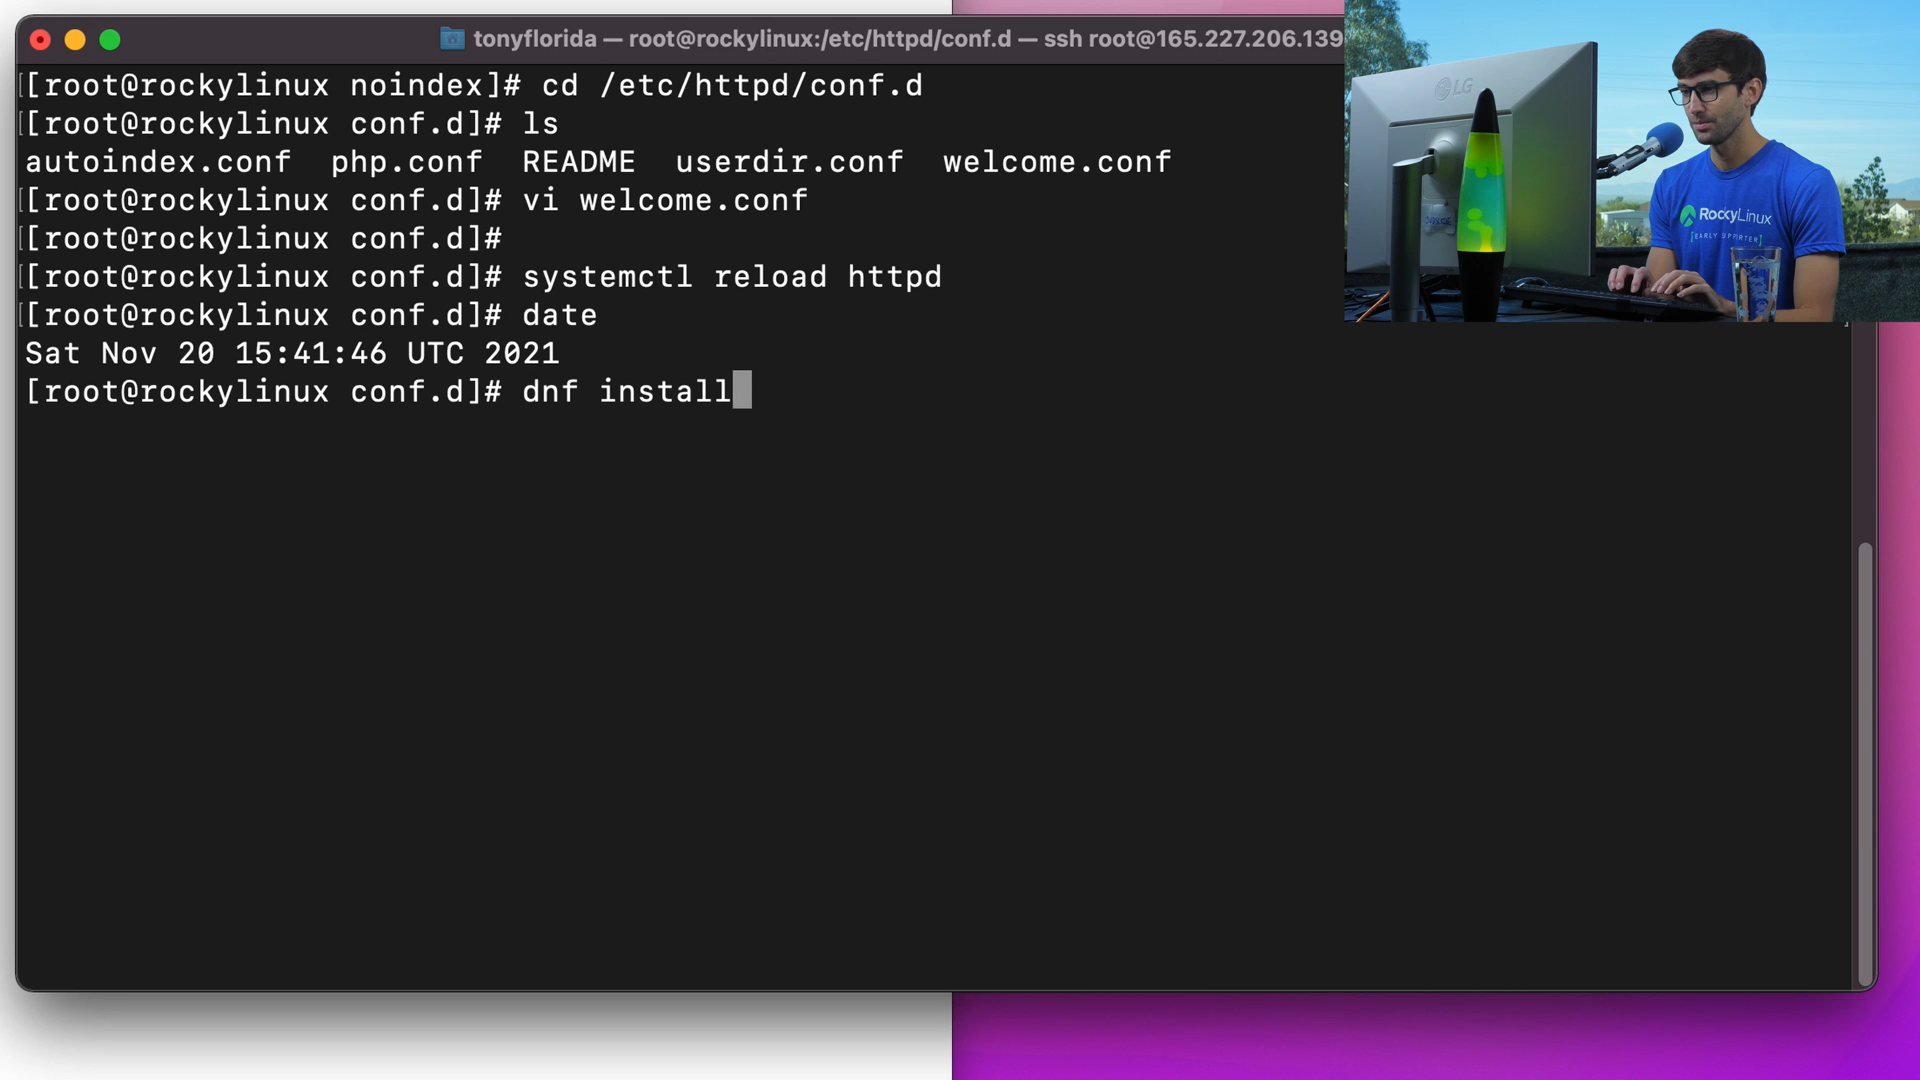 tonyflorida — root@rockylinux:/etc/httpd/conf.d — ssh root@165.227.206.139
[[root@rockylinux noindex]# cd /etc/httpd/conf.d
[[root@rockylinux conf.d]# ls
autoindex.conf php.conf README userdir.conf welcome.conf
[[root@rockylinux conf.d]# vi welcome.conf
[[root@rockylinux conf.d]#
[[root@rockylinux conf.d]# systemctl reload httpd
[[root@rockylinux conf.d]# date
Sat Nov 20 15:41:46 UTC 2021
[root@rockylinux conf.d]# dnf install
LG
RockyLinux
[EARLY SUPPORTER]